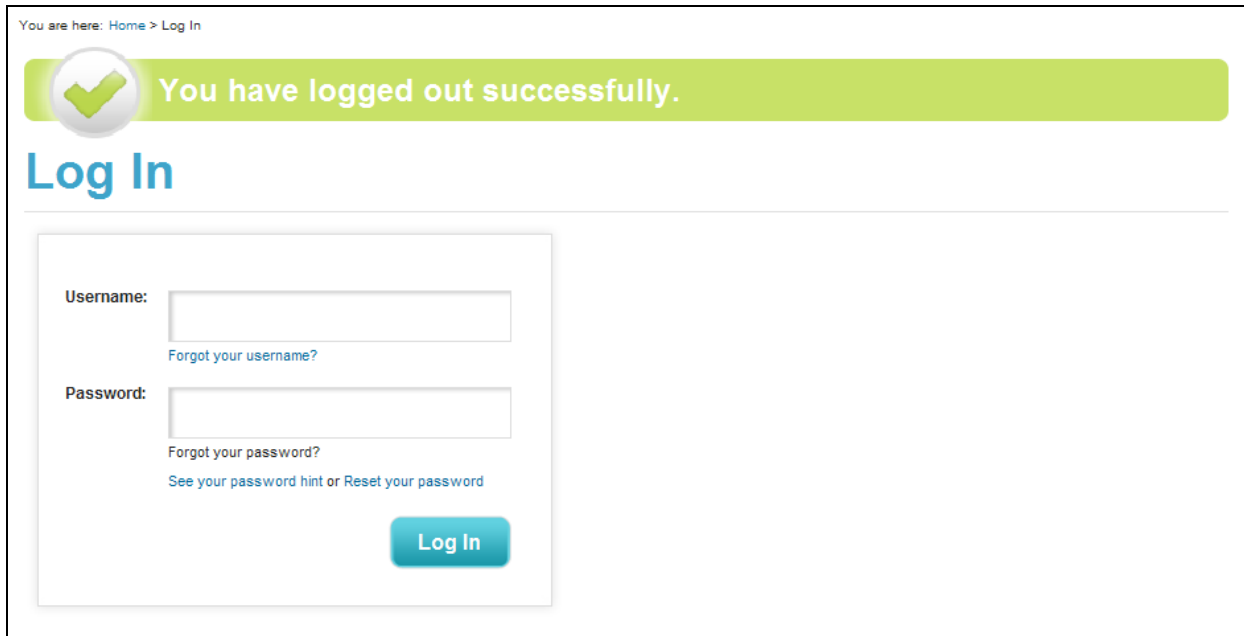 You are here: Home > Log In
You have logged out successfully.
Log In
Username:
Forgot your username?
Password:
Forgot your password?
See your password hint or Reset your password
Log In